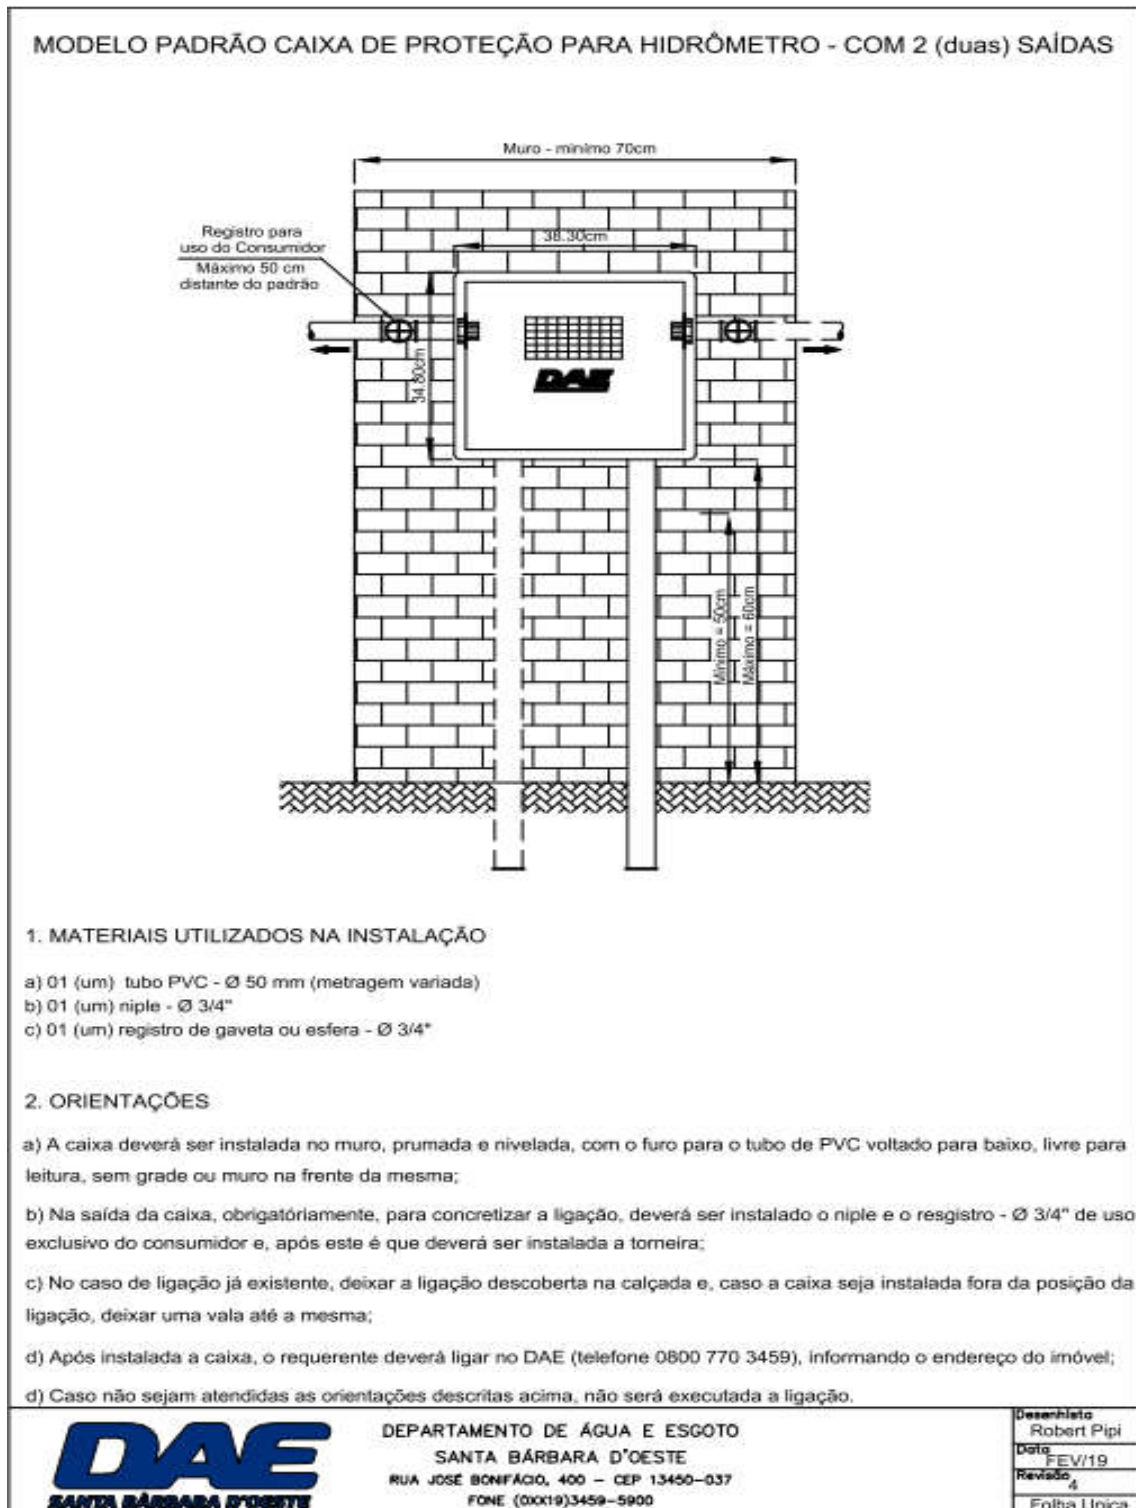 MODELO PADRÃO CAIXA DE PROTEÇÃO PARA HIDRÔMETRO - COM 2 (duas) SAÍDAS
Muro - minimo 70cm
Registro para
uso do Consumidor
Máximo 50 cm
distante do padrão
38.30cm
34.80cm
DAE
Mínimo = 50cm
Máximo = 60cm
1. MATERIAIS UTILIZADOS NA INSTALAÇÃO
a) 01 (um) tubo PVC - Ø 50 mm (metragem variada)
b) 01 (um) niple - Ø 3/4"
c) 01 (um) registro de gaveta ou esfera - Ø 3/4"
2. ORIENTAÇÕES
a) A caixa deverá ser instalada no muro, prumada e nivelada, com o furo para o tubo de PVC voltado para baixo, livre para
leitura, sem grade ou muro na frente da mesma;
b) Na saída da caixa, obrigatóriamente, para concretizar a ligação, deverá ser instalado o niple e o resgistro - Ø 3/4" de uso
exclusivo do consumidor e, após este é que deverá ser instalada a torneira;
c) No caso de ligação já existente, deixar a ligação descoberta na calçada e, caso a caixa seja instalada fora da posição da
ligação, deixar uma vala até a mesma;
d) Após instalada a caixa, o requerente deverá ligar no DAE (telefone 0800 770 3459), informando o endereço do imóvel;
d) Caso não sejam atendidas as orientações descritas acima, não será executada a ligação.
DAE
SANTA BÁRBARA D'OESTE
DEPARTAMENTO DE ÁGUA E ESGOTO
SANTA BÁRBARA D'OESTE
RUA JOSÉ BONIFÁCIO, 400 - CEP 13450-037
FONE (0XX19)3459-5900
Desenhista
Robert Pipi
Data
FEV/19
Revisão
4
Folha Unica